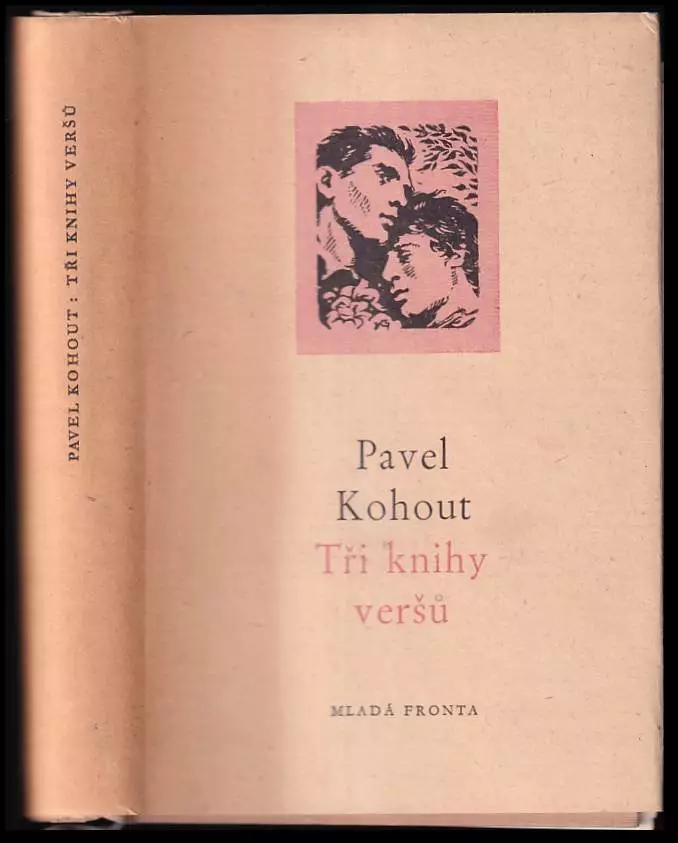 PAVEL KOHOUT: TŘI KNIHY VERŠŮ
Pavel
Kohout
Tři knihy
veršů
MLADÁ FRONTA